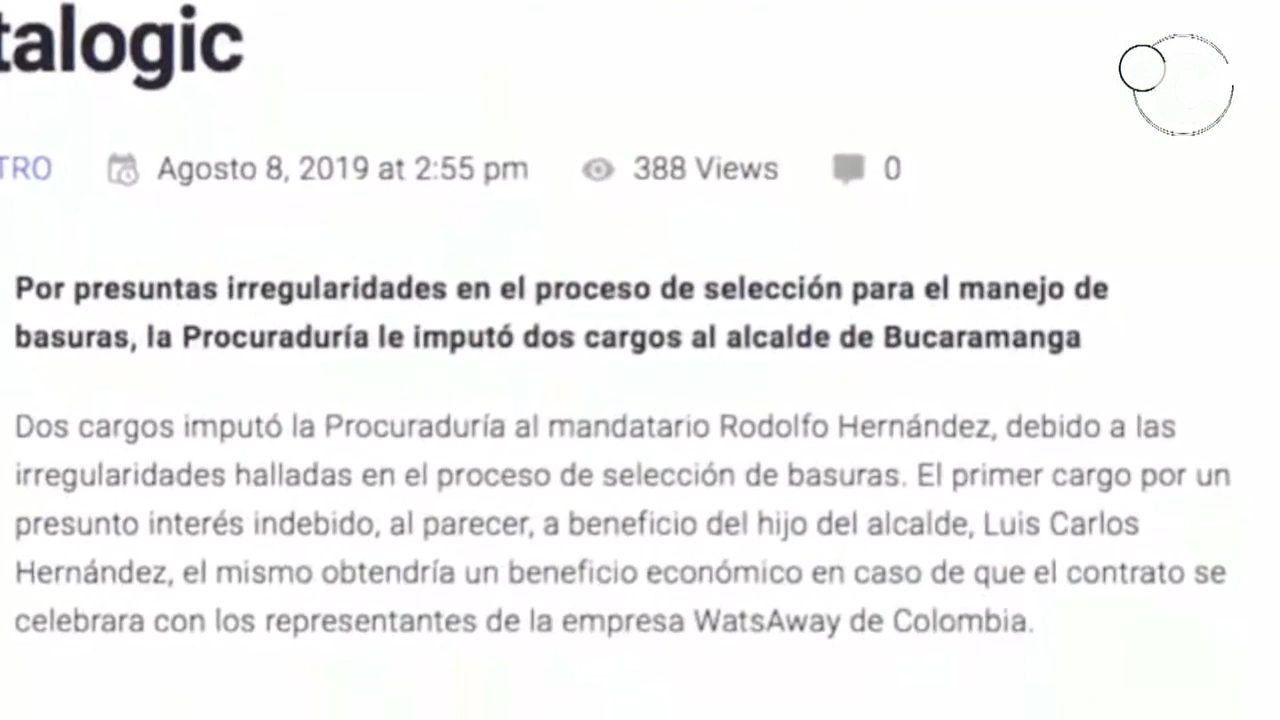 talogic
TRO Agosto 8, 2019 at 2:55 pm 388 Views 0
Por presuntas irregularidades en el proceso de selección para el manejo de
basuras, la Procuraduría le imputó dos cargos al alcalde de Bucaramanga
Dos cargos imputó la Procuraduría al mandatario Rodolfo Hernández, debido a las
irregularidades halladas en el proceso de selección de basuras. El primer cargo por un
presunto interés indebido, al parecer, a beneficio del hijo del alcalde, Luis Carlos
Hernández, el mismo obtendría un beneficio económico en caso de que el contrato se
celebrara con los representantes de la empresa WatsAway de Colombia.